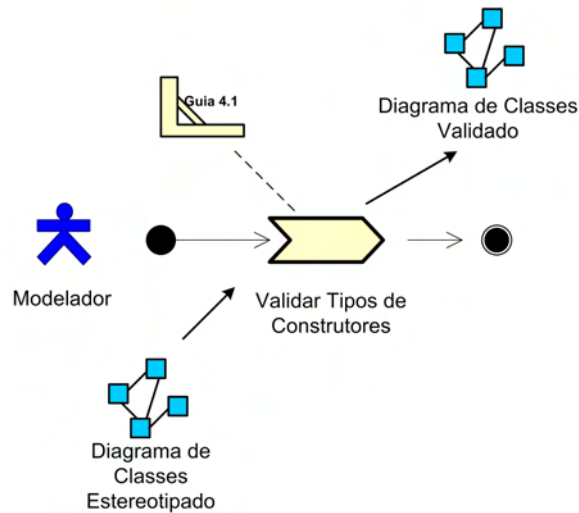 Guia 4.1
Diagrama de Classes
Validado
Modelador
Validar Tipos de
Construtores
Diagrama de
Classes
Estereotipado